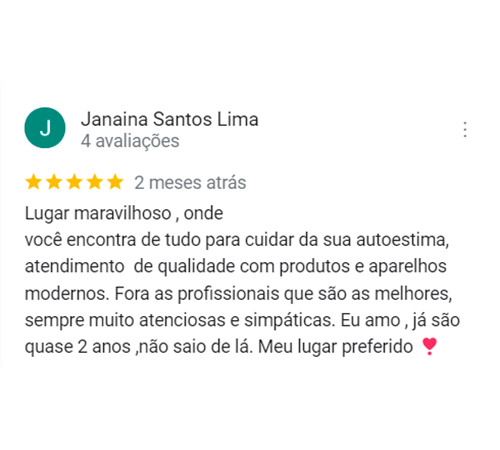 J
Janaina Santos Lima
4 avaliações
2 meses atrás
Lugar maravilhoso , onde
você encontra de tudo para cuidar da sua autoestima,
atendimento  de qualidade com produtos e aparelhos
modernos. Fora as profissionais que são as melhores,
sempre muito atenciosas e simpáticas. Eu amo , já são
quase 2 anos ,não saio de lá. Meu lugar preferido ❣️